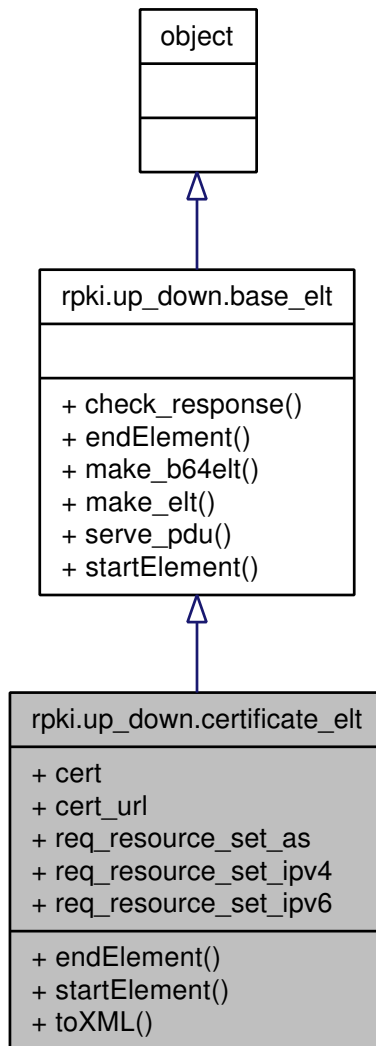 object
rpki.up_down.base_elt
+ check_response()
+ endElement()
+ make_b64elt()
+ make_elt()
+ serve_pdu()
+ startElement()
rpki.up_down.certificate_elt
+ cert
+ cert_url
+ req_resource_set_as
+ req_resource_set_ipv4
+ req_resource_set_ipv6
+ endElement()
+ startElement()
+ toXML()